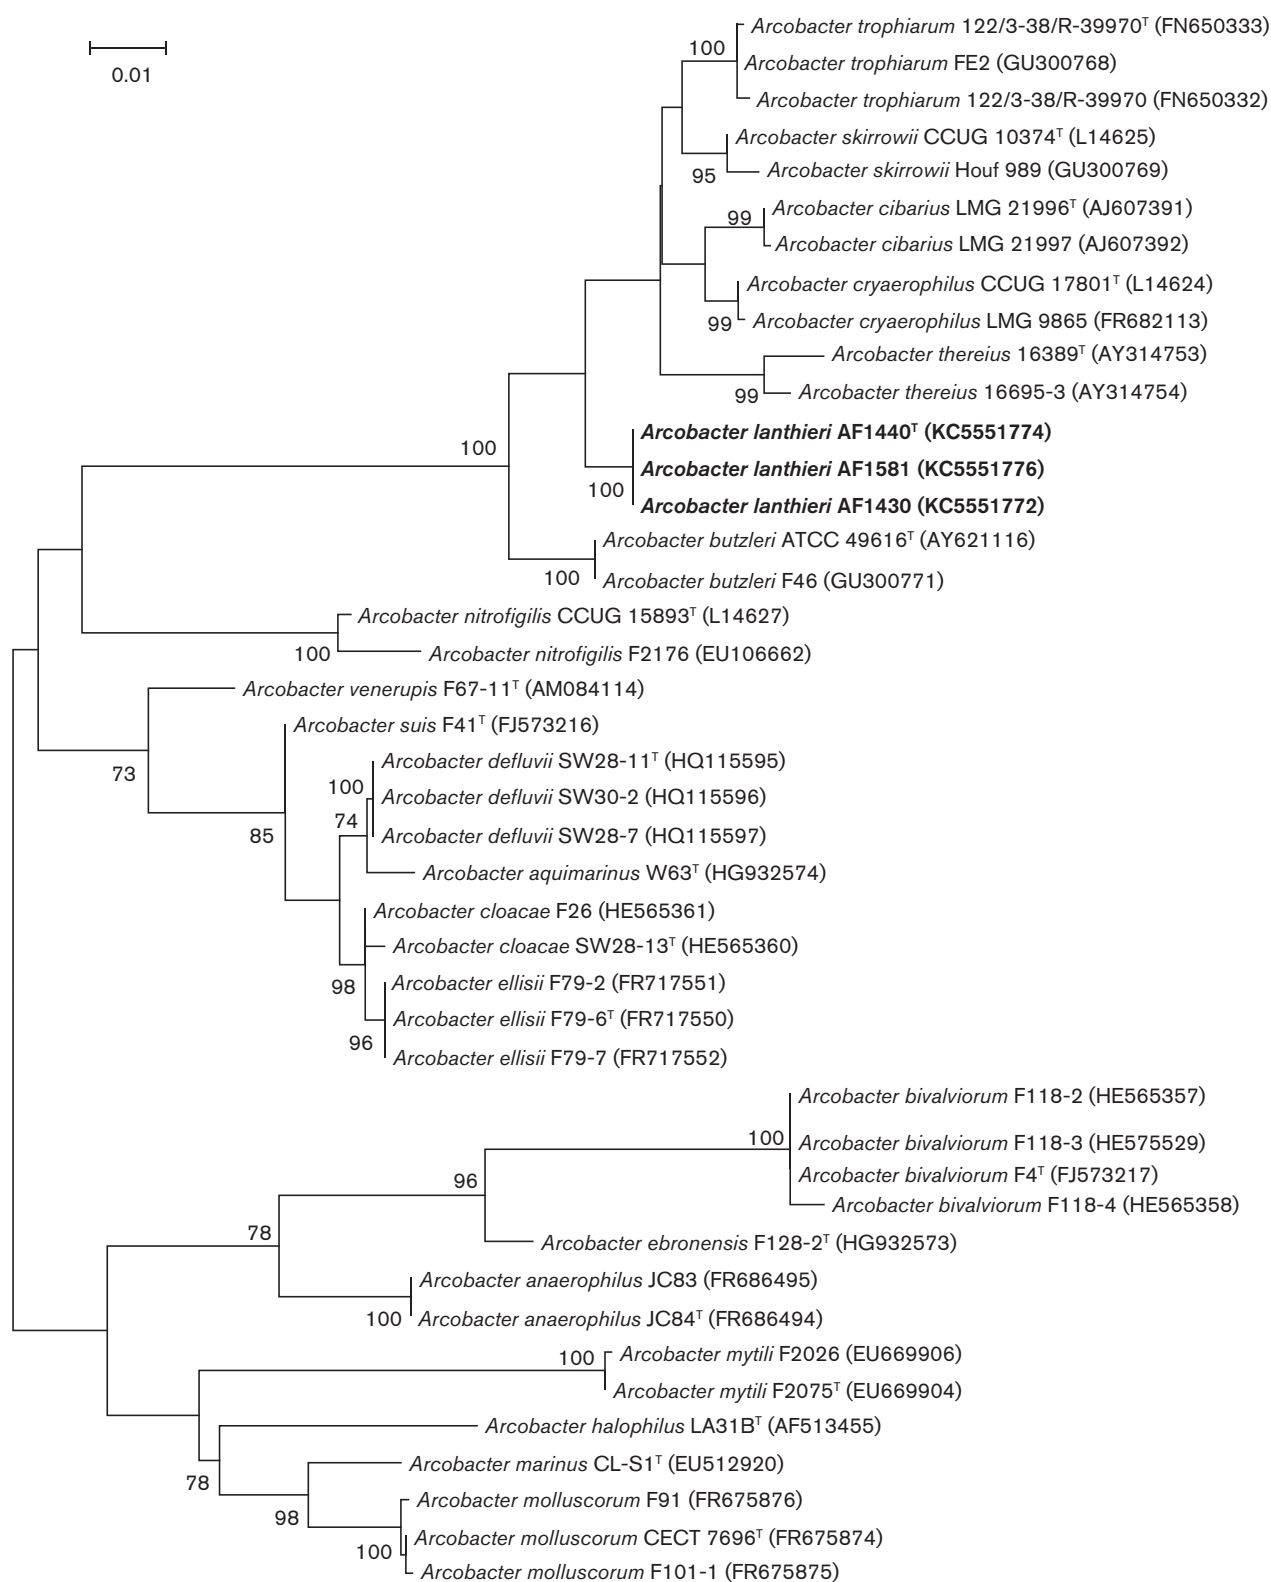 Arcobacter trophiarum 122/3-38/R-39970ᵀ (FN650333)
100
Arcobacter trophiarum FE2 (GU300768)
0.01
Arcobacter trophiarum 122/3-38/R-39970 (FN650332)
Arcobacter skirrowii CCUG 10374ᵀ (L14625)
95
Arcobacter skirrowii Houf 989 (GU300769)
Arcobacter cibarius LMG 21996ᵀ (AJ607391)
99
Arcobacter cibarius LMG 21997 (AJ607392)
Arcobacter cryaerophilus CCUG 17801ᵀ (L14624)
99
Arcobacter cryaerophilus LMG 9865 (FR682113)
Arcobacter thereius 16389ᵀ (AY314753)
99
Arcobacter thereius 16695-3 (AY314754)
Arcobacter lanthieri AF1440ᵀ (KC5551774)
100
Arcobacter lanthieri AF1581 (KC5551776)
100
Arcobacter lanthieri AF1430 (KC5551772)
Arcobacter butzleri ATCC 49616ᵀ (AY621116)
100
Arcobacter butzleri F46 (GU300771)
Arcobacter nitrofigilis CCUG 15893ᵀ (L14627)
100
Arcobacter nitrofigilis F2176 (EU106662)
Arcobacter venerupis F67-11ᵀ (AM084114)
Arcobacter suis F41ᵀ (FJ573216)
73
Arcobacter defluvii SW28-11ᵀ (HQ115595)
100
Arcobacter defluvii SW30-2 (HQ115596)
74
85
Arcobacter defluvii SW28-7 (HQ115597)
Arcobacter aquimarinus W63ᵀ (HG932574)
Arcobacter cloacae F26 (HE565361)
Arcobacter cloacae SW28-13ᵀ (HE565360)
98
Arcobacter ellisii F79-2 (FR717551)
Arcobacter ellisii F79-6ᵀ (FR717550)
96
Arcobacter ellisii F79-7 (FR717552)
Arcobacter bivalviorum F118-2 (HE565357)
100
Arcobacter bivalviorum F118-3 (HE575529)
Arcobacter bivalviorum F4ᵀ (FJ573217)
96
Arcobacter bivalviorum F118-4 (HE565358)
78
Arcobacter ebronensis F128-2ᵀ (HG932573)
Arcobacter anaerophilus JC83 (FR686495)
100
Arcobacter anaerophilus JC84ᵀ (FR686494)
100
Arcobacter mytili F2026 (EU669906)
Arcobacter mytili F2075ᵀ (EU669904)
Arcobacter halophilus LA31Bᵀ (AF513455)
Arcobacter marinus CL-S1ᵀ (EU512920)
78
Arcobacter molluscorum F91 (FR675876)
98
Arcobacter molluscorum CECT 7696ᵀ (FR675874)
100
Arcobacter molluscorum F101-1 (FR675875)